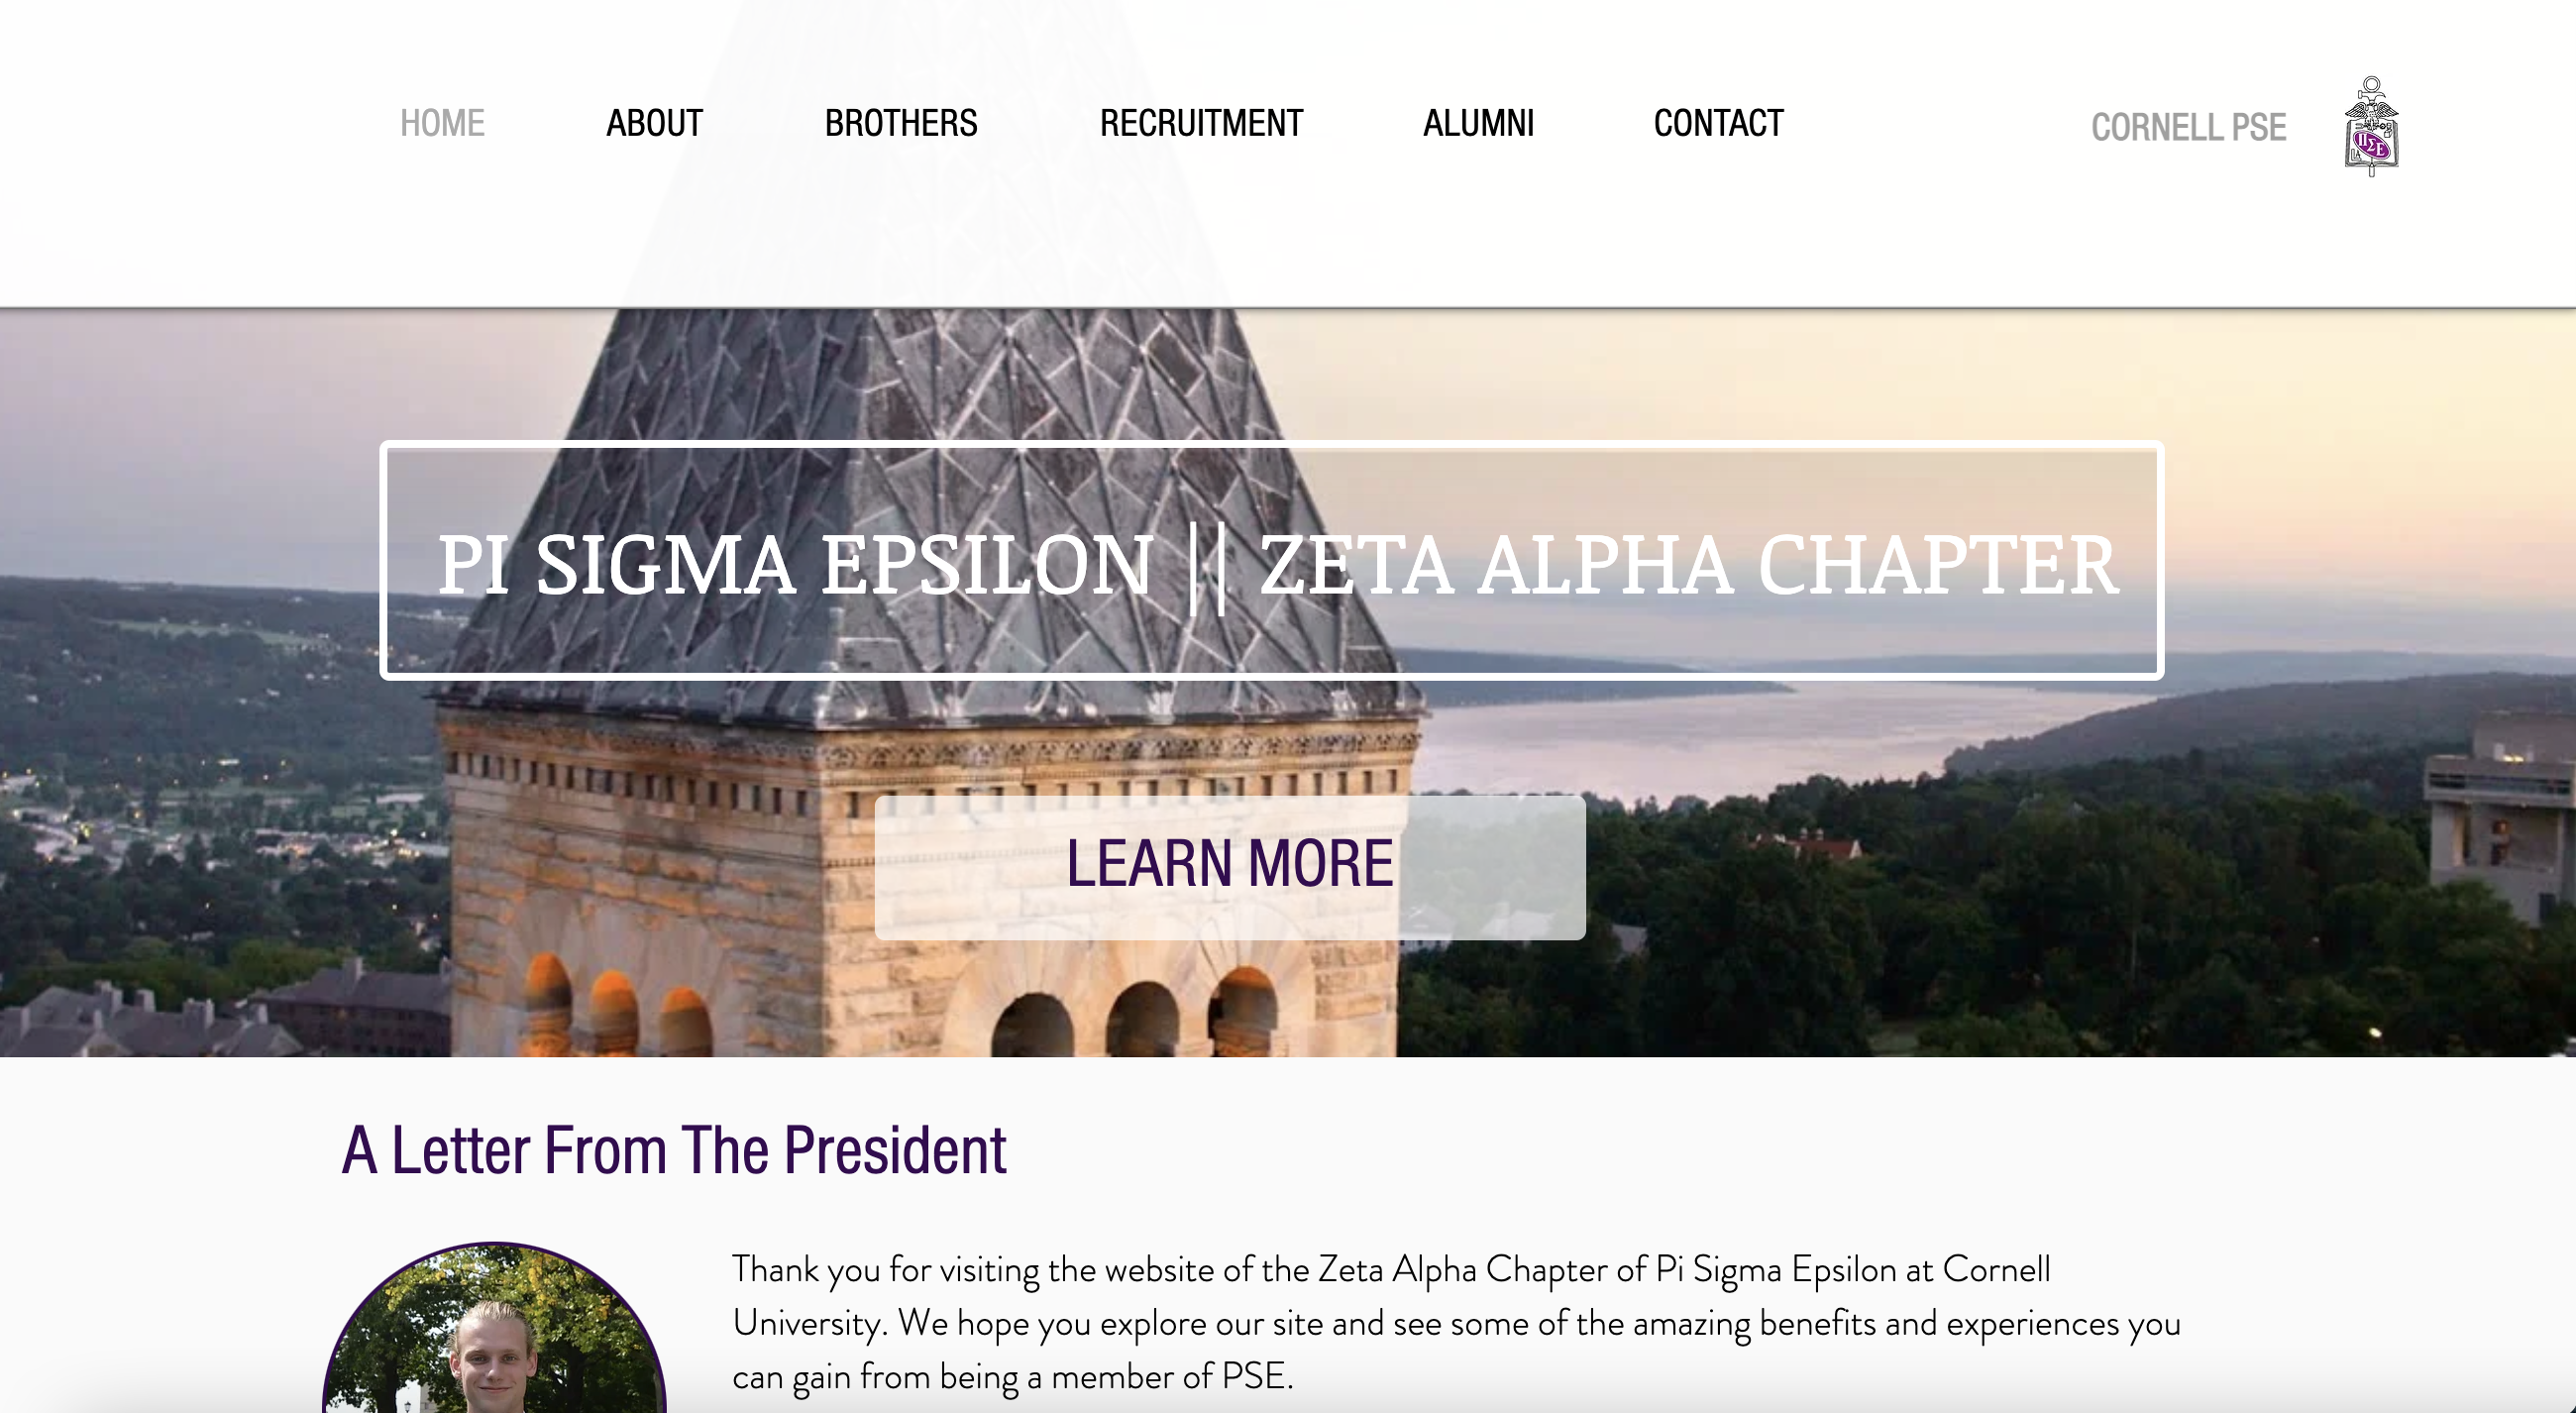 HOME ABOUT BROTHERS RECRUITMENT ALUMNI CONTACT CORNELL PSE
ΠΣΕ
PI SIGMA EPSILON || ZETA ALPHA CHAPTER
LEARN MORE
A Letter From The President
Thank you for visiting the website of the Zeta Alpha Chapter of Pi Sigma Epsilon at Cornell
University. We hope you explore our site and see some of the amazing benefits and experiences you
can gain from being a member of PSE.